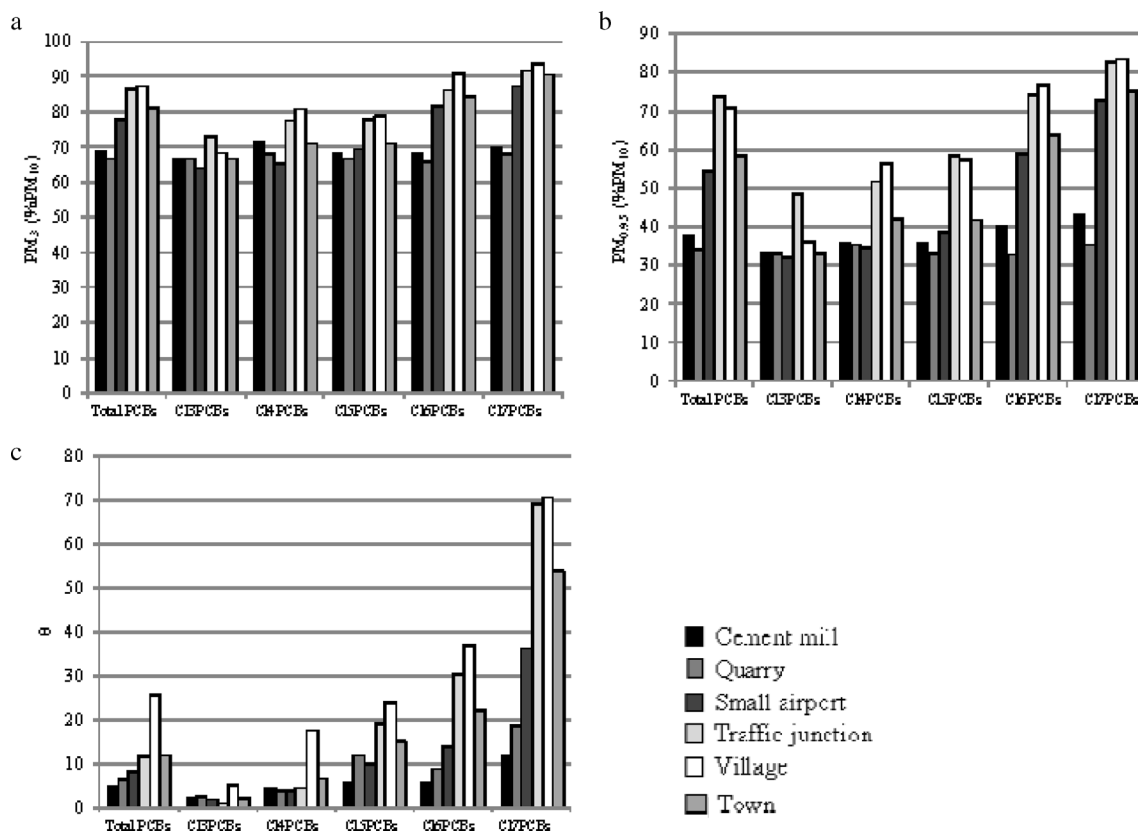 a
PM3 (%PM10)
100
90
80
70
60
50
40
30
20
10
0
Total PCBs Cl3PCBs Cl4PCBs Cl5PCBs Cl6PCBs Cl7PCBs
b
PM0.95 (%PM10)
90
80
70
60
50
40
30
20
10
0
Total PCBs Cl3PCBs Cl4PCBs Cl5PCBs Cl6PCBs Cl7PCBs
c
θ
80
70
60
50
40
30
20
10
0
Total PCBs Cl3PCBs Cl4PCBs Cl5PCBs Cl6PCBs Cl7PCBs
Cement mill
Quarry
Small airport
Traffic junction
Village
Town